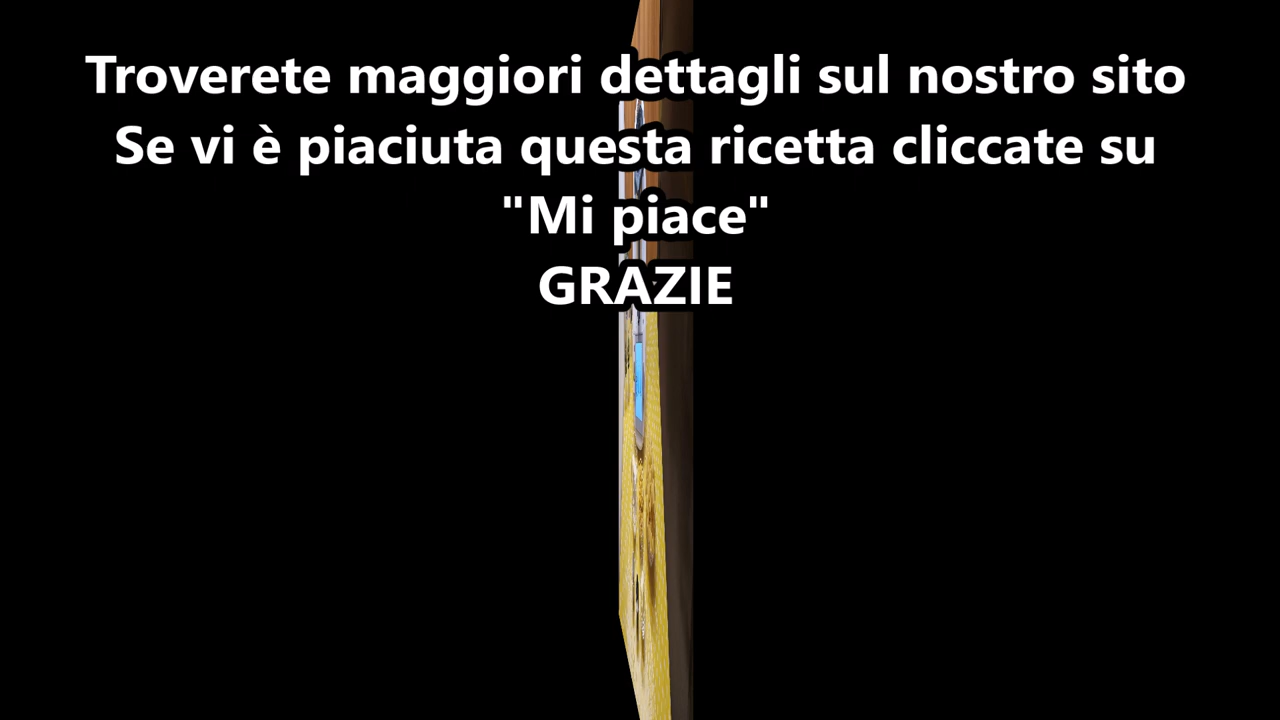 Troverete maggiori dettagli sul nostro sito
Se vi è piaciuta questa ricetta cliccate su
"Mi piace"
GRAZIE